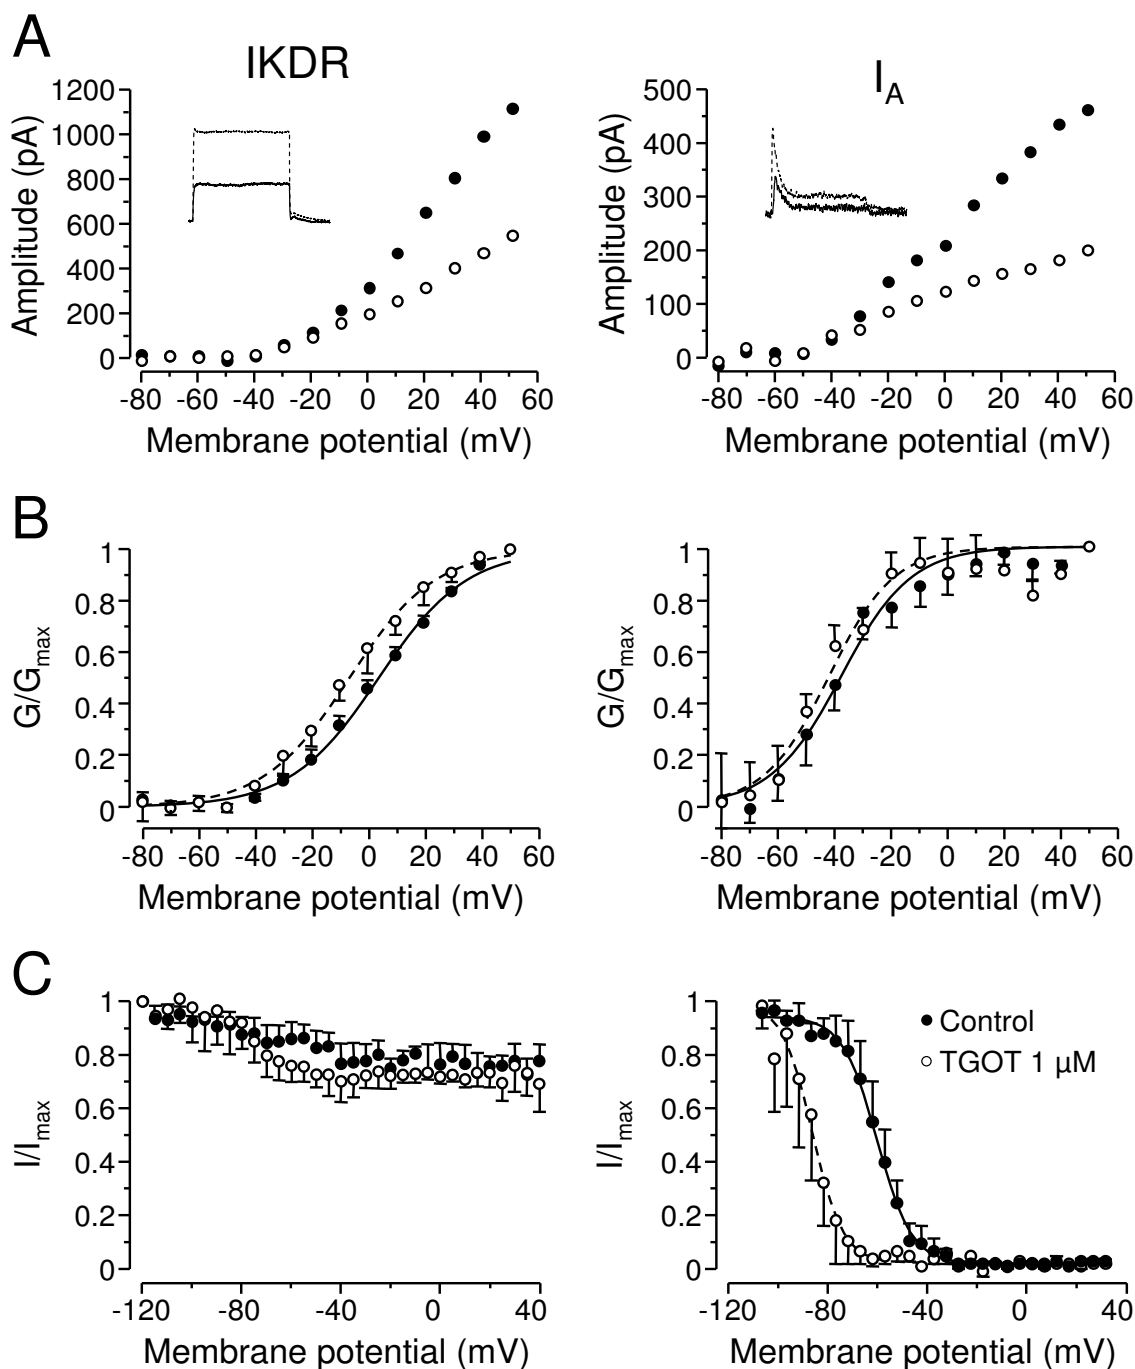 A
IKDR
I_A
1200
1000
800
600
400
200
0
Amplitude (pA)
-80 -60 -40 -20 0 20 40 60
Membrane potential (mV)
500
400
300
200
100
0
Amplitude (pA)
-80 -60 -40 -20 0 20 40 60
Membrane potential (mV)
B
1
0.8
0.6
0.4
0.2
0
G/G_max
-80 -60 -40 -20 0 20 40 60
Membrane potential (mV)
1
0.8
0.6
0.4
0.2
0
G/G_max
-80 -60 -40 -20 0 20 40 60
Membrane potential (mV)
C
1
0.8
0.6
0.4
0.2
0
I/I_max
-120 -80 -40 0 40
Membrane potential (mV)
1
0.8
0.6
0.4
0.2
0
I/I_max
Control
TGOT 1 µM
-120 -80 -40 0 40
Membrane potential (mV)